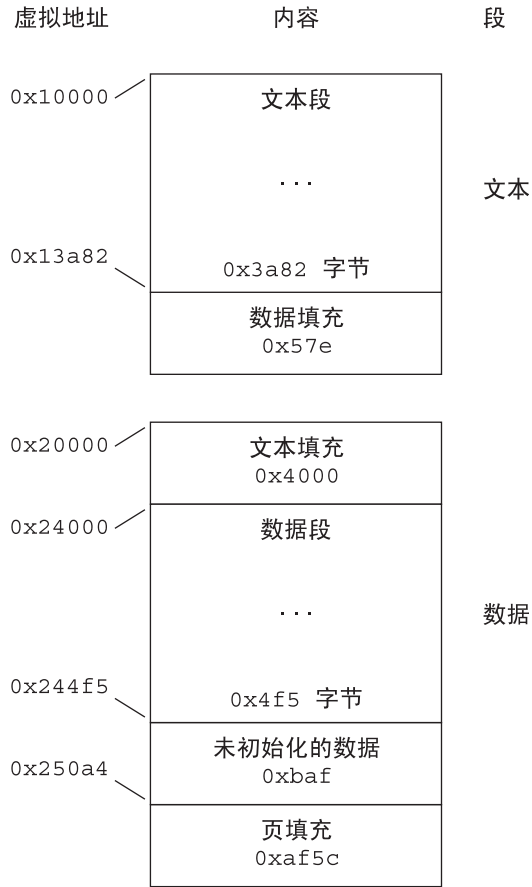 虚拟地址 内容 段
0x10000
文本段
...
文本
0x13a82
0x3a82 字节
数据填充
0x57e
0x20000
文本填充
0x4000
0x24000
数据段
...
数据
0x244f5
0x4f5 字节
未初始化的数据
0xbaf
0x250a4
页填充
0xaf5c